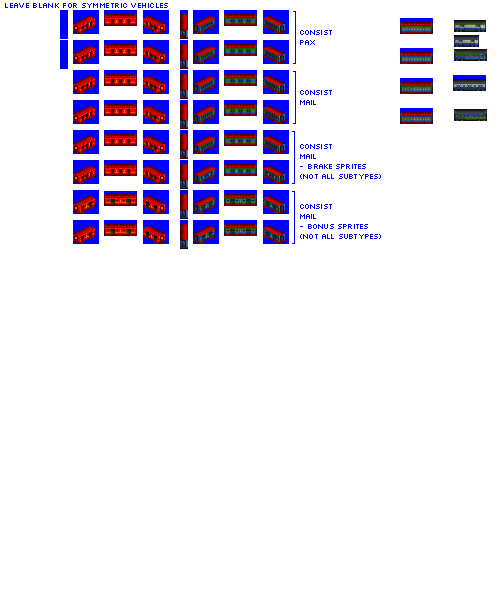 LEAVE BLANK FOR SYMMETRIC VEHICLES
CONSIST
PAX
CONSIST
MAIL
CONSIST
MAIL
- BRAKE SPRITES
(NOT ALL SUBTYPES)
CONSIST
MAIL
- BONUS SPRITES
(NOT ALL SUBTYPES)